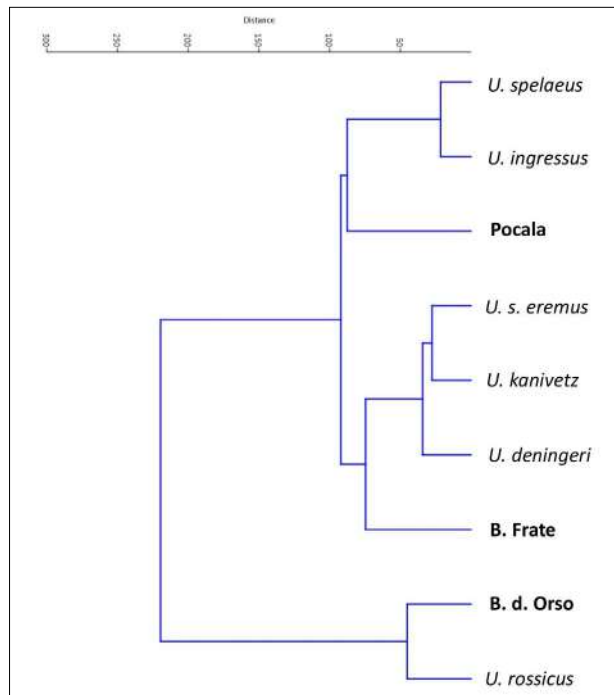 Distance
300 250 200 150 100 50
U. spelaeus
U. ingressus
Pocala
U. s. eremus
U. kanivetz
U. deningeri
B. Frate
B. d. Orso
U. rossicus